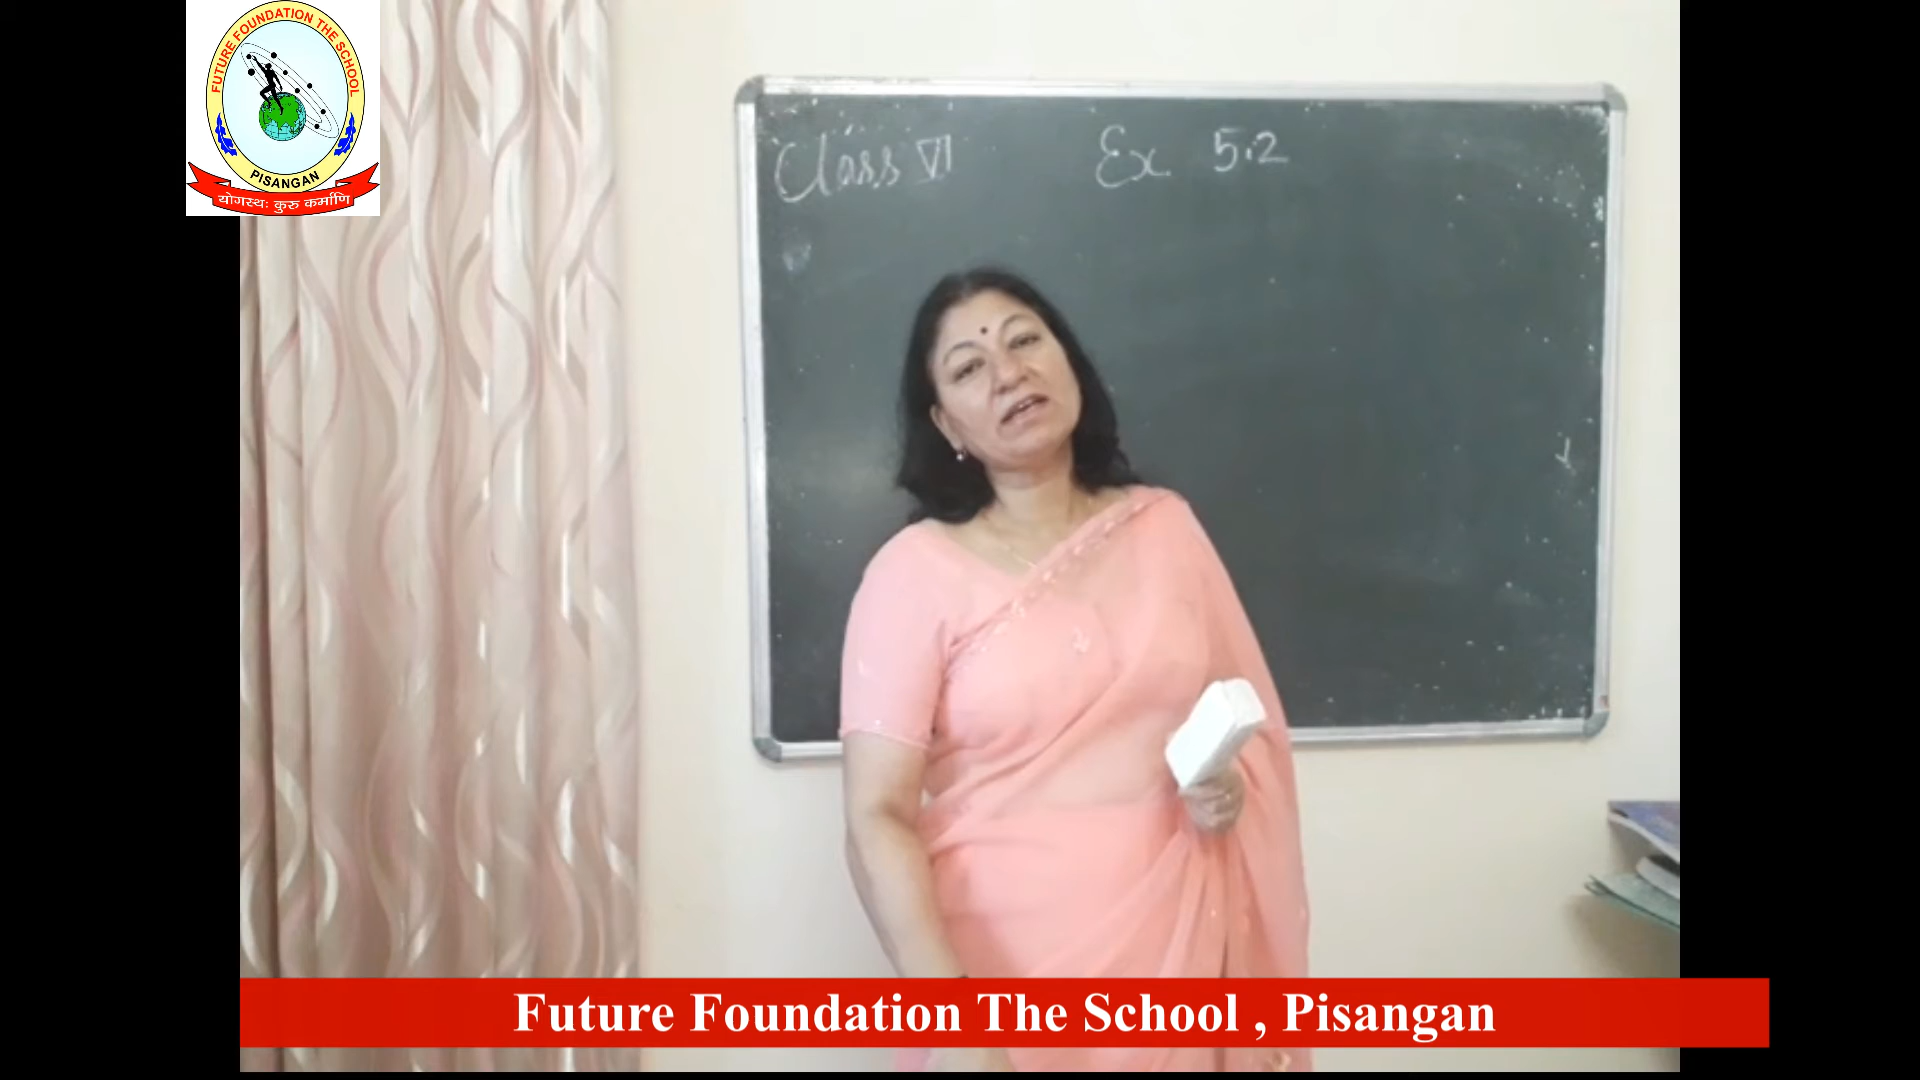 FUTURE FOUNDATION THE SCHOOL
PISANGAN
योगस्थः कुरु कर्माणि
Class VI Ex 5.2
Future Foundation The School , Pisangan